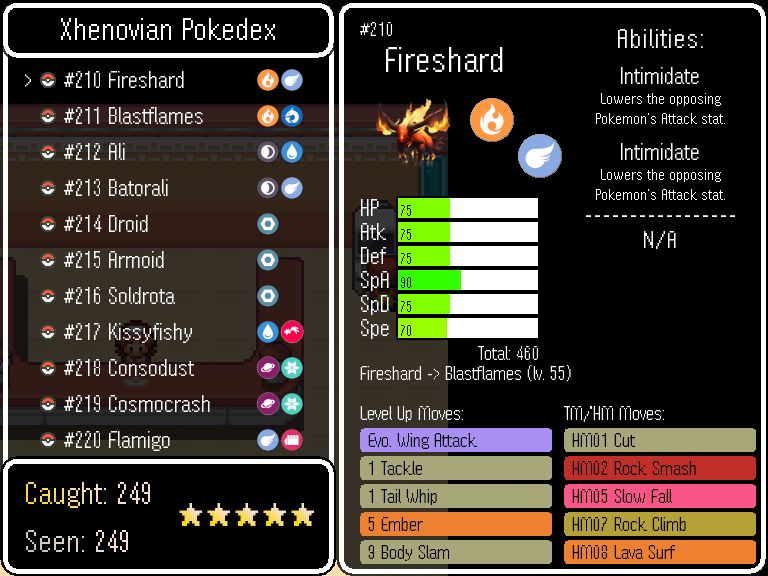 Xhenovian Pokedex
> #210 Fireshard
#211 Blastflames
#212 Ali
#213 Batorali
#214 Droid
#215 Armoid
#216 Soldrota
#217 Kissyfishy
#218 Consodust
#219 Cosmocrash
#220 Flamigo
Caught: 249
Seen: 249
#210
Fireshard
HP 75
Atk 75
Def 75
SpA 90
SpD 75
Spe 70
Total: 460
Fireshard -> Blastflames (lv. 55)
Abilities:
Intimidate
Lowers the opposing
Pokemon's Attack stat.
Intimidate
Lowers the opposing
Pokemon's Attack stat.
N/A
Level Up Moves:
Evo. Wing Attack
1 Tackle
1 Tail Whip
5 Ember
9 Body Slam
TM/HM Moves:
HM01 Cut
HM02 Rock Smash
HM05 Slow Fall
HM07 Rock Climb
HM08 Lava Surf